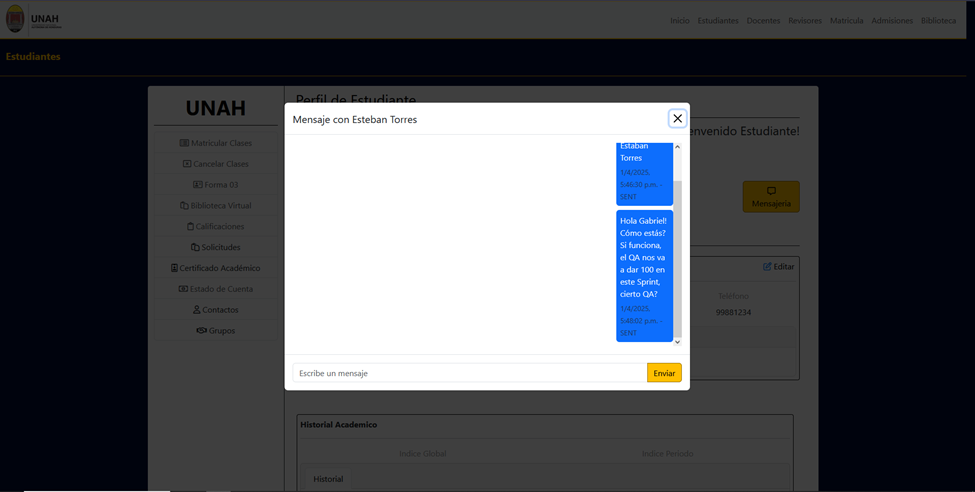 UNAH
Inicio Estudiantes Docentes Revisores Matricula Admisiones Biblioteca
Estudiantes
UNAH
Matricular Clases
Cancelar Clases
Forma 03
Biblioteca Virtual
Calificaciones
Solicitudes
Certificado Académico
Estado de Cuenta
Contactos
Grupos
Perfil de Estudiante
envenido Estudiante!
Mensajería
Editar
Teléfono
99881234
Mensaje con Esteban Torres
Estaban
Torres
1/4/2025,
5:46:30 p.m. -
SENT
Hola Gabriel!
Cómo estás?
Sí funciona,
el QA nos va
a dar 100 en
este Sprint,
cierto QA?
1/4/2025,
5:48:02 p.m. -
SENT
Escribe un mensaje
Enviar
Historial Academico
Indice Global Indice Periodo
Historial